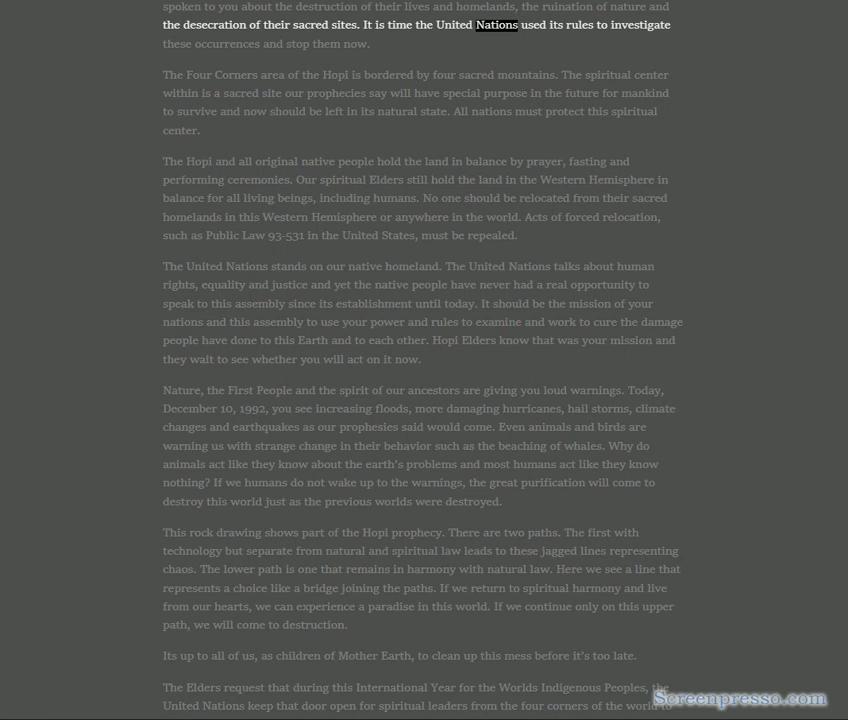 spoken to you about the destruction of their lives and homelands, the ruination of nature and
the desecration of their sacred sites. It is time the United Nations used its rules to investigate
these occurrences and stop them now.
The Four Corners area of the Hopi is bordered by four sacred mountains. The spiritual center
within is a sacred site our prophecies say will have special purpose in the future for mankind
to survive and now should be left in its natural state. All nations must protect this spiritual
center.
The Hopi and all original native people hold the land in balance by prayer, fasting and
performing ceremonies. Our spiritual Elders still hold the land in the Western Hemisphere in
balance for all living beings, including humans. No one should be relocated from their sacred
homelands in this Western Hemisphere or anywhere in the world. Acts of forced relocation,
such as Public Law 93-531 in the United States, must be repealed.
The United Nations stands on our native homeland. The United Nations talks about human
rights, equality and justice and yet the native people have never had a real opportunity to
speak to this assembly since its establishment until today. It should be the mission of your
nations and this assembly to use your power and rules to examine and work to cure the damage
people have done to this Earth and to each other. Hopi Elders know that was your mission and
they wait to see whether you will act on it now.
Nature, the First People and the spirit of our ancestors are giving you loud warnings. Today,
December 10, 1992, you see increasing floods, more damaging hurricanes, hail storms, climate
changes and earthquakes as our prophesies said would come. Even animals and birds are
warning us with strange change in their behavior such as the beaching of whales. Why do
animals act like they know about the earth's problems and most humans act like they know
nothing? If we humans do not wake up to the warnings, the great purification will come to
destroy this world just as the previous worlds were destroyed.
This rock drawing shows part of the Hopi prophecy. There are two paths. The first with
technology but separate from natural and spiritual law leads to these jagged lines representing
chaos. The lower path is one that remains in harmony with natural law. Here we see a line that
represents a choice like a bridge joining the paths. If we return to spiritual harmony and live
from our hearts, we can experience a paradise in this world. If we continue only on this upper
path, we will come to destruction.
Its up to all of us, as children of Mother Earth, to clean up this mess before it's too late.
The Elders request that during this International Year for the Worlds Indigenous Peoples, the
Screenpresso.com
United Nations keep that door open for spiritual leaders from the four corners of the world to